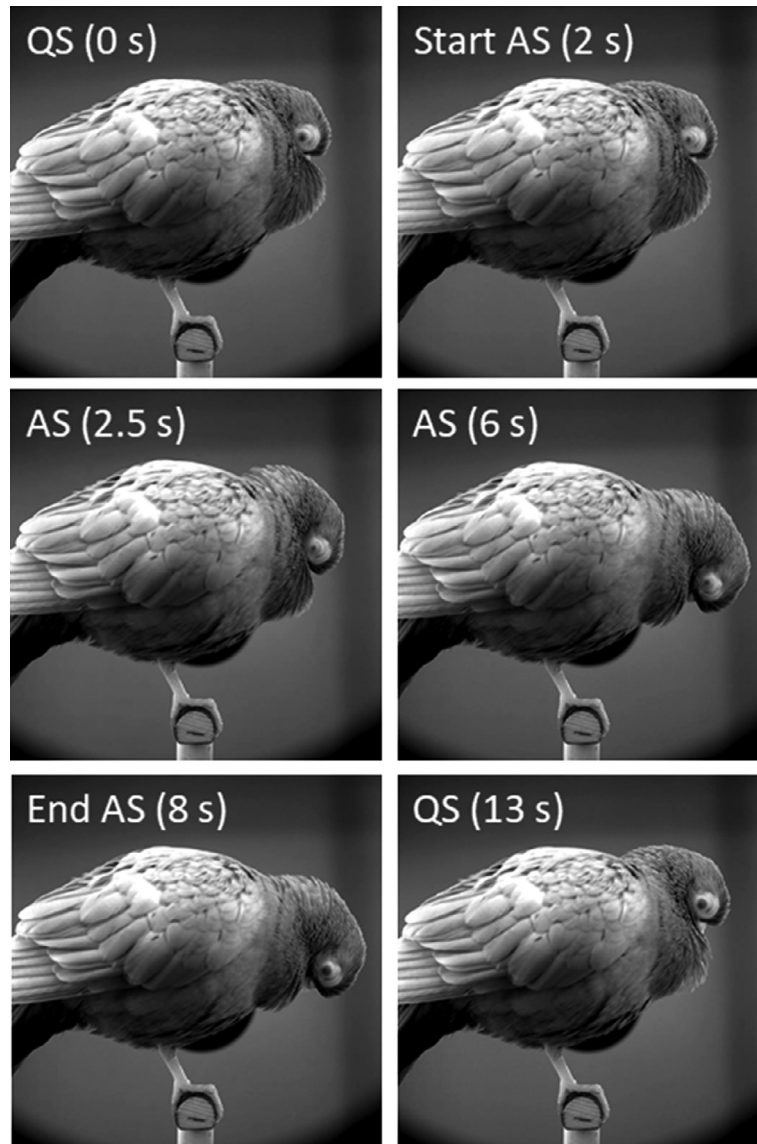 QS (0 s)
Start AS (2 s)
AS (2.5 s)
AS (6 s)
End AS (8 s)
QS (13 s)